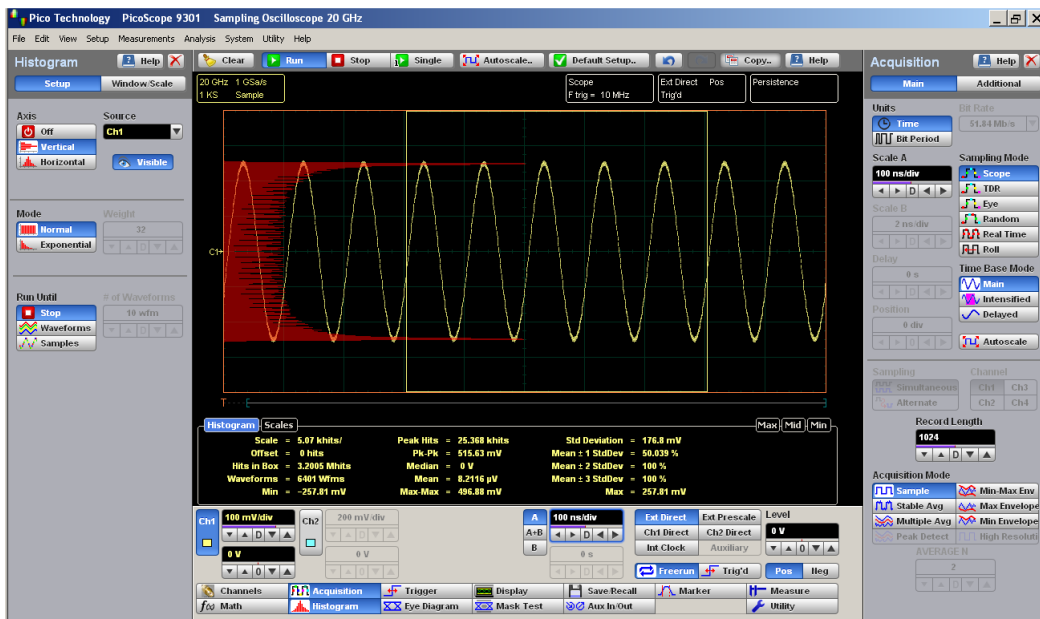 Pico Technology PicoScope 9301 Sampling Oscilloscope 20 GHz
File Edit View Setup Measurements Analysis System Utility Help
Histogram Help
Setup Window/Scale
Axis Source
Off Ch1
Vertical
Horizontal Visible
Mode Weight
Normal 32
Exponential
Run Until # of Waveforms
Stop 10 wfm
Waveforms
Samples
Clear Run Stop Single Autoscale.. Default Setup.. Copy.. Help
20 GHz 1 GSa/s
1 KS Sample
Scope
F trig = 10 MHz
Ext Direct Pos
Trig'd
Persistence
C1+
T
Histogram Scales Max Mid Min
Scale = 5.07 khits/ Peak Hits = 25.368 khits Std Deviation = 176.8 mV
Offset = 0 hits Pk-Pk = 515.63 mV Mean ± 1 StdDev = 50.039 %
Hits in Box = 3.2005 Mhits Median = 0 V Mean ± 2 StdDev = 100 %
Waveforms = 6401 Wfms Mean = 8.2116 µV Mean ± 3 StdDev = 100 %
Min = -257.81 mV Max-Max = 496.88 mV Max = 257.81 mV
Ch1 100 mV/div Ch2 200 mV/div
D D
0 V 0 V
0 0
A 100 ns/div
A+B D
B 0 s
D
Ext Direct Ext Prescale Level
Ch1 Direct Ch2 Direct 0 V
Int Clock Auxiliary 0
Freerun Trig'd Pos Neg
Channels Acquisition Trigger Display Save/Recall Marker Measure
f(x) Math Histogram Eye Diagram Mask Test Aux In/Out Utility
Acquisition Help
Main Additional
Units Bit Rate
Time 51.84 Mb/s
Bit Period
Scale A Sampling Mode
100 ns/div Scope
D TDR
Scale B Eye
2 ns/div Random
D Real Time
Delay Roll
0 s Time Base Mode
D Main
Position Intensified
0 div Delayed
D Autoscale
Sampling Channel
Simultaneous Ch1 Ch3
Alternate Ch2 Ch4
Record Length
1024
D
Acquisition Mode
Sample Min-Max Env
Stable Avg Max Envelope
Multiple Avg Min Envelope
Peak Detect High Resoluti
AVERAGE N
2
D